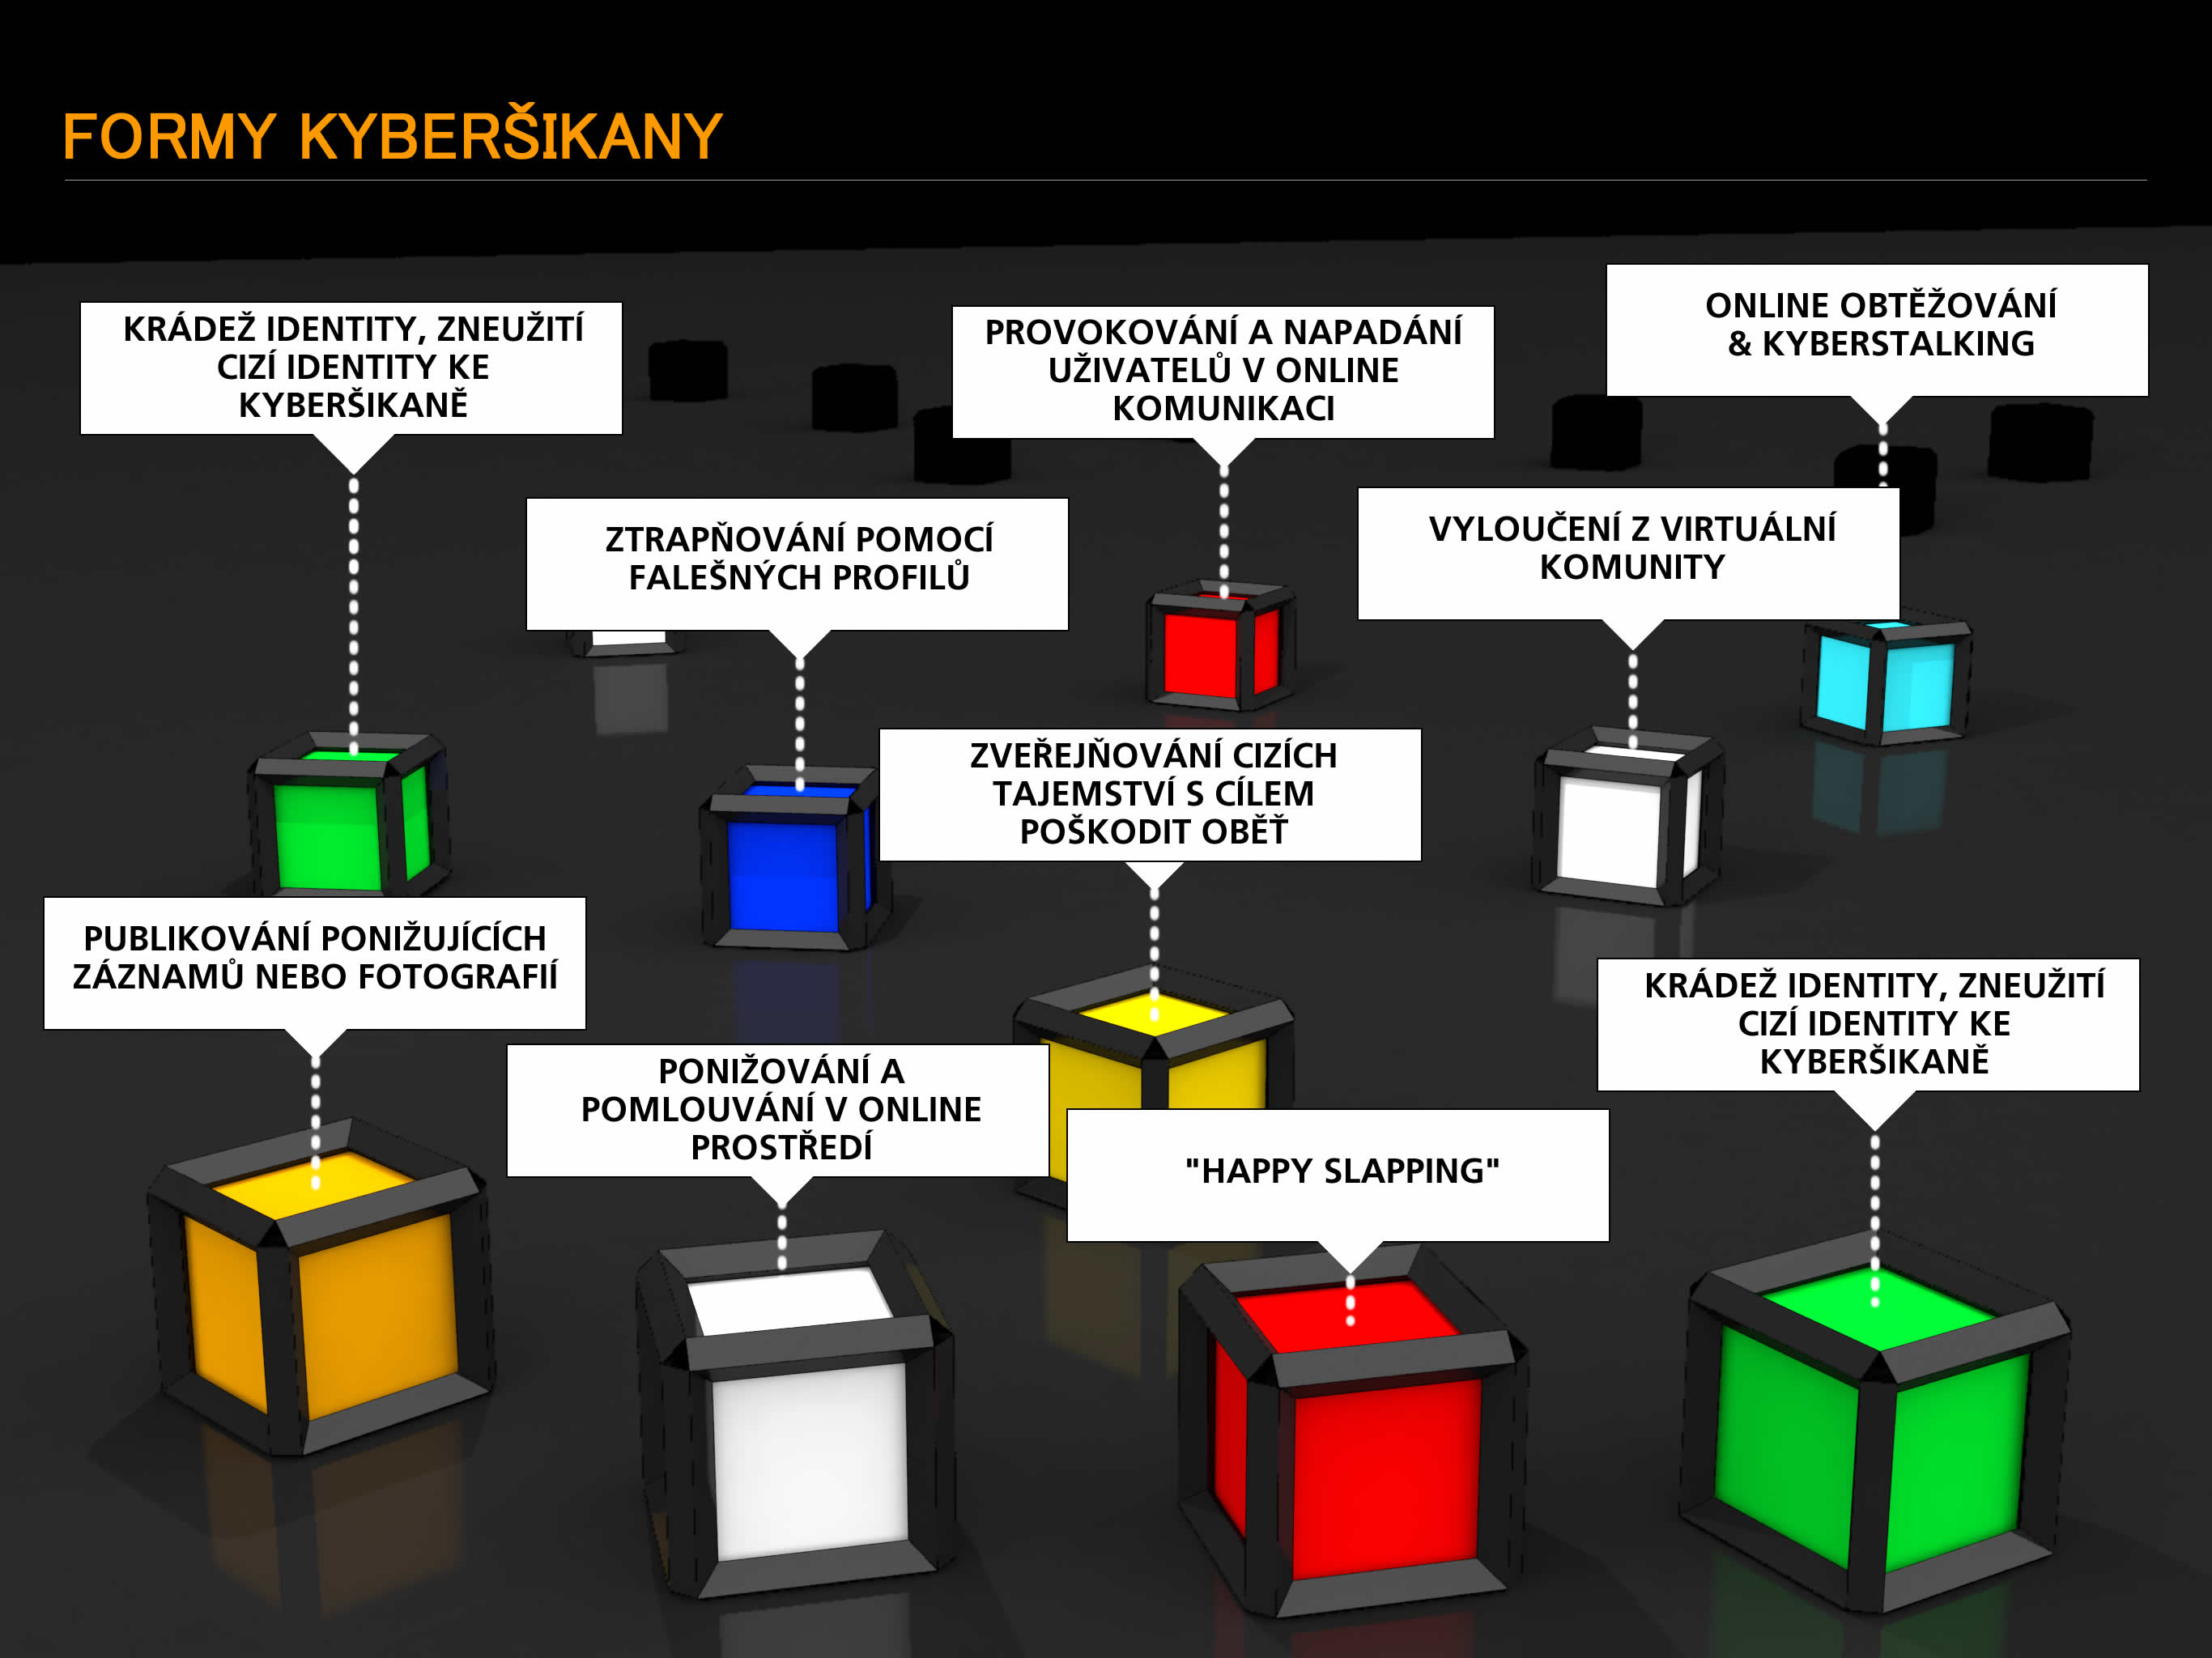 FORMY KYBERŠIKANY
KRÁDEŽ IDENTITY, ZNEUŽITÍ
CIZÍ IDENTITY KE
KYBERŠIKANĚ
PROVOKOVÁNÍ A NAPADÁNÍ
UŽIVATELŮ V ONLINE
KOMUNIKACI
ONLINE OBTĚŽOVÁNÍ
& KYBERSTALKING
ZTRAPŇOVÁNÍ POMOCÍ
FALEŠNÝCH PROFILŮ
VYLOUČENÍ Z VIRTUÁLNÍ
KOMUNITY
ZVEŘEJŇOVÁNÍ CIZÍCH
TAJEMSTVÍ S CÍLEM
POŠKODIT OBĚŤ
PUBLIKOVÁNÍ PONIŽUJÍCÍCH
ZÁZNAMŮ NEBO FOTOGRAFIÍ
PONIŽOVÁNÍ A
POMLOUVÁNÍ V ONLINE
PROSTŘEDÍ
"HAPPY SLAPPING"
KRÁDEŽ IDENTITY, ZNEUŽITÍ
CIZÍ IDENTITY KE
KYBERŠIKANĚ